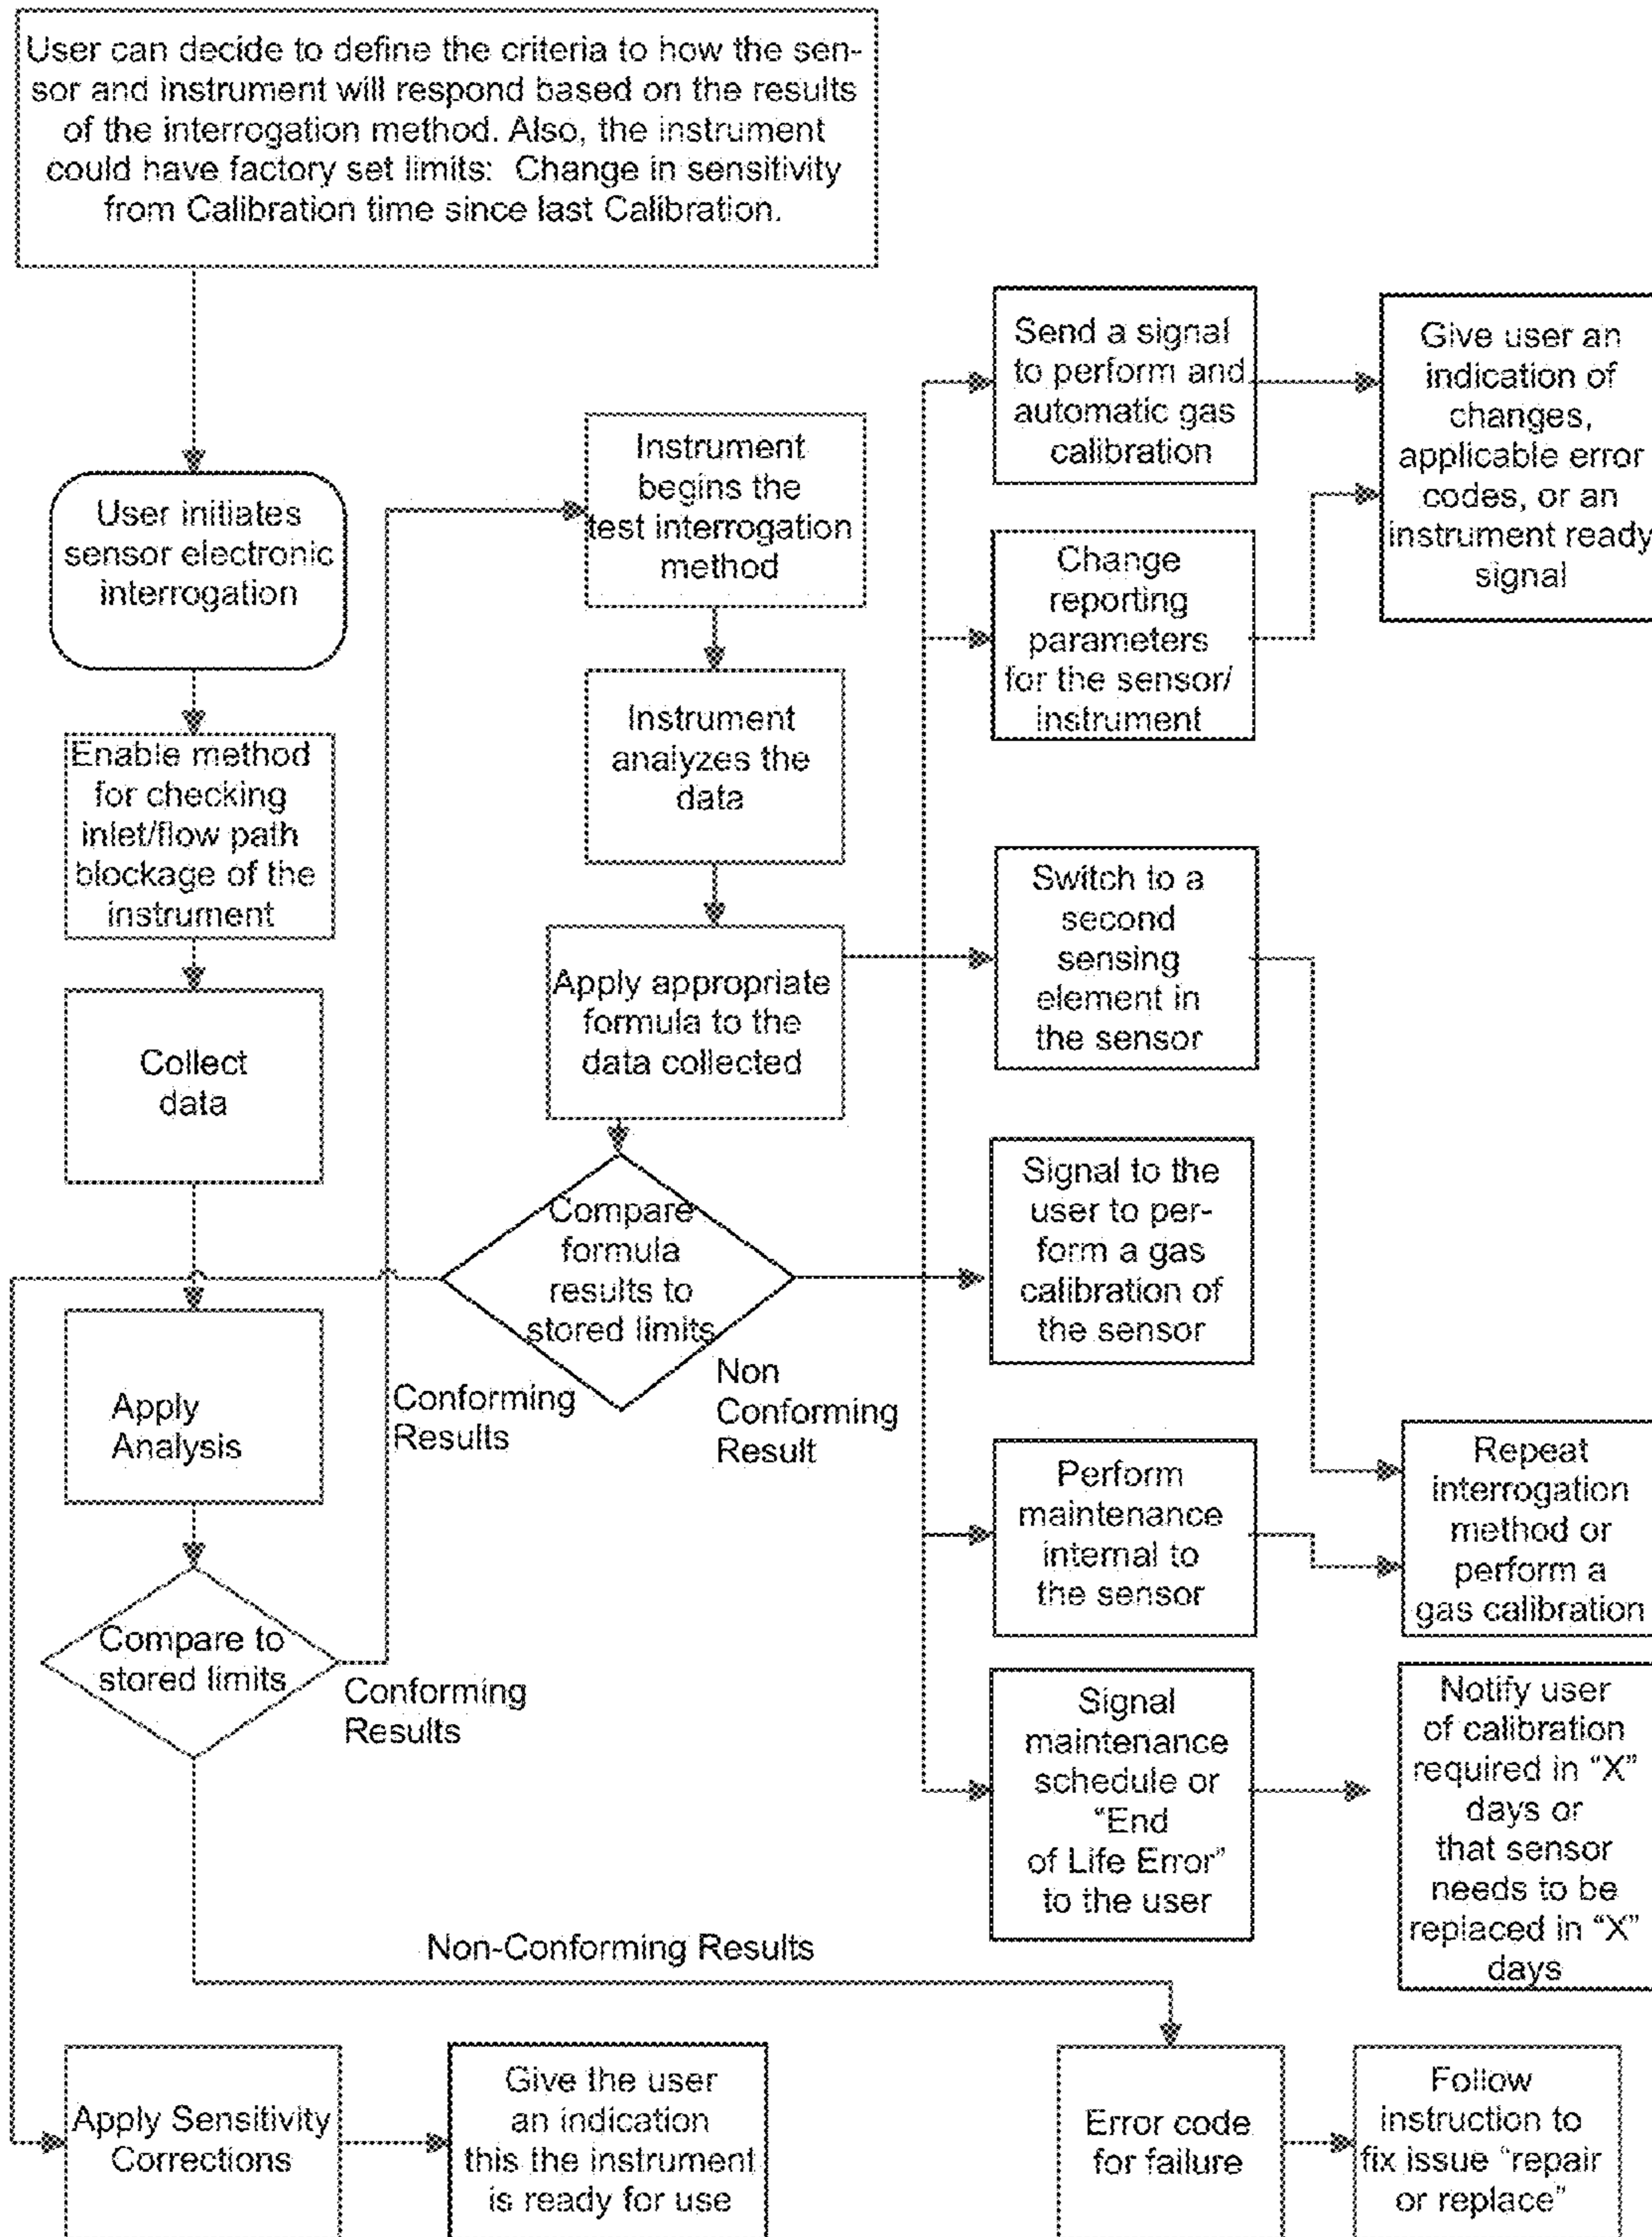 User can decide to define the criteria to how the sen-
sor and instrument will respond based on the results
of the interrogation method. Also, the instrument
could have factory set limits: Change in sensitivity
from Calibration time since last Calibration.
User initiates
sensor electronic
interrogation
Enable method
for checking
inlet/flow path
blockage of the
instrument
Collect
data
Apply
Analysis
Compare to
stored limits
Conforming
Results
Non-Conforming Results
Instrument
begins the
test interrogation
method
Instrument
analyzes the
data
Apply appropriate
formula to the
data collected
Compare
formula
results to
stored limits
Conforming
Results
Non
Conforming
Result
Send a signal
to perform and
automatic gas
calibration
Change
reporting
parameters
for the sensor/
instrument
Switch to a
second
sensing
element in
the sensor
Signal to the
user to per-
form a gas
calibration of
the sensor
Perform
maintenance
internal to
the sensor
Signal
maintenance
schedule or
“End
of Life Error”
to the user
Give user an
indication of
changes,
applicable error
codes, or an
instrument ready
signal
Repeat
interrogation
method or
perform a
gas calibration
Notify user
of calibration
required in “X”
days or
that sensor
needs to be
replaced in “X”
days
Apply Sensitivity
Corrections
Give the user
an indication
this the instrument
is ready for use
Error code
for failure
Follow
instruction to
fix issue “repair
or replace”